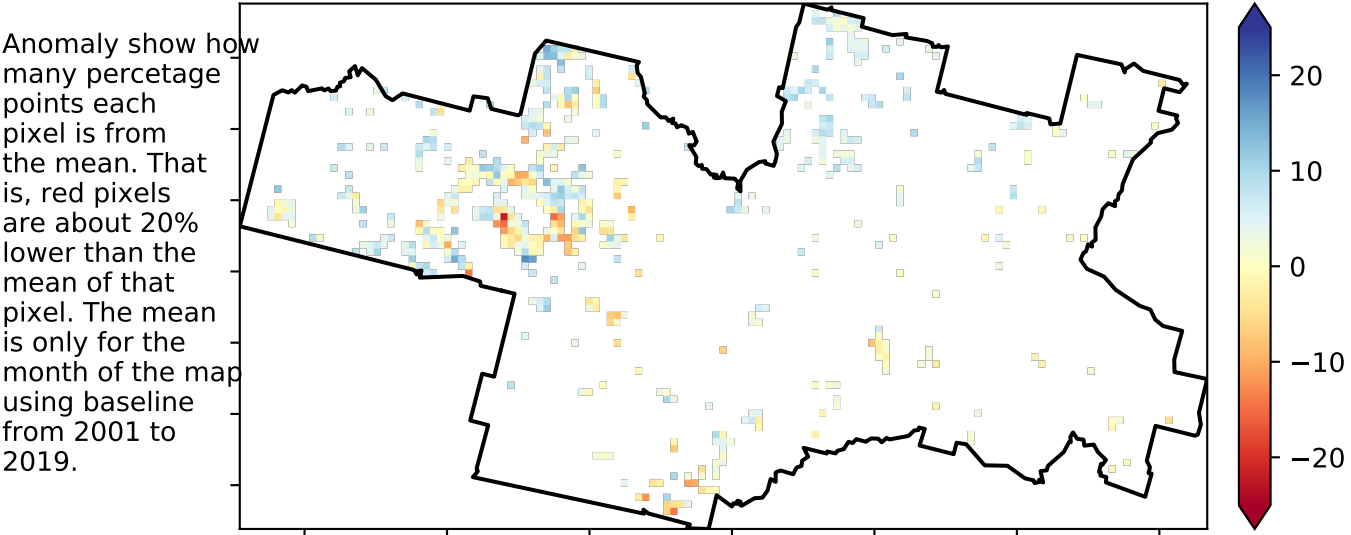 Anomaly show how
many percetage
points each
pixel is from
the mean. That
is, red pixels
are about 20%
lower than the
mean of that
pixel. The mean
is only for the
month of the map
using baseline
from 2001 to
2019.
20
10
0
−10
−20